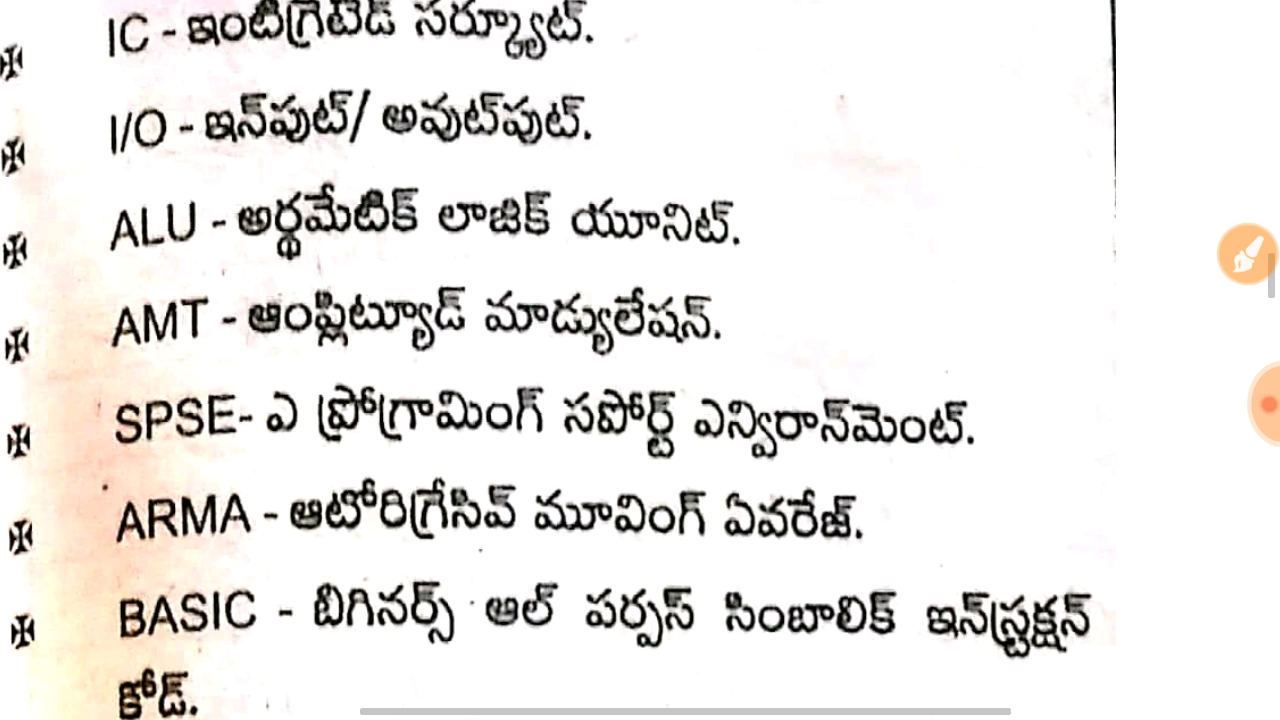 IC - ఇంటిగ్రేటెడ్ సర్క్యూట్.
I/O - ఇన్‌పుట్/ అవుట్‌పుట్.
ALU - అర్థమేటిక్ లాజిక్ యూనిట్.
AMT - ఆంప్లిట్యూడ్ మాడ్యులేషన్.
SPSE- ఎ ప్రోగ్రామింగ్ సపోర్ట్ ఎన్విరాన్‌మెంట్.
ARMA - ఆటోరిగ్రేసివ్ మూవింగ్ ఏవరేజ్.
BASIC - బిగినర్స్ ఆల్ పర్పస్ సింబాలిక్ ఇన్‌స్ట్రక్షన్
కోడ్.